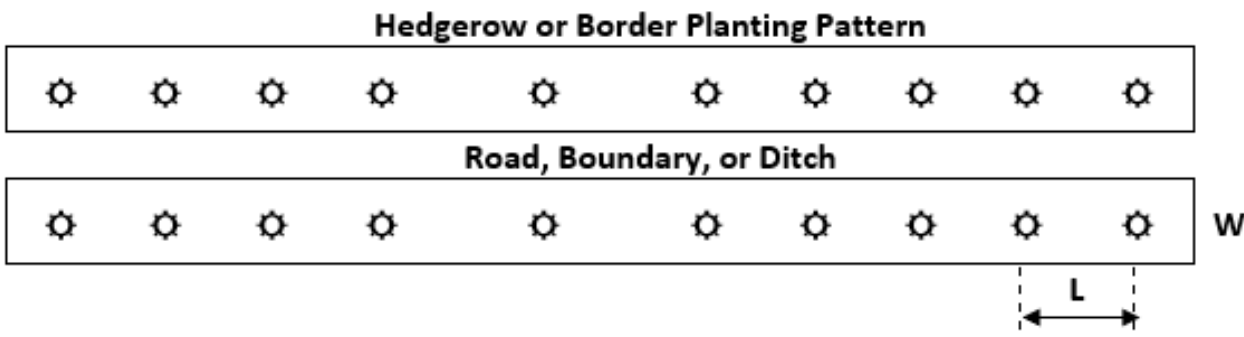 Hedgerow or Border Planting Pattern
Road, Boundary, or Ditch
W
L